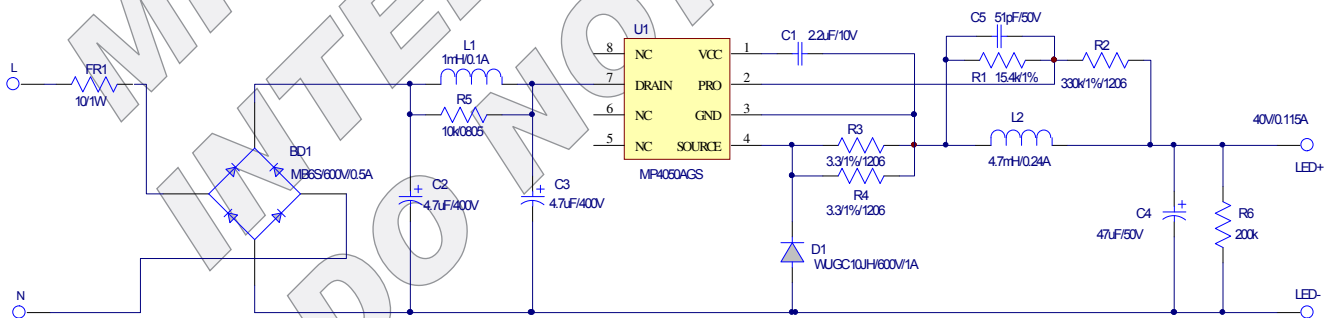 C5 51pF/50V
U1
C1 2.2uF/10V
L1
1mH/0.1A
R2
8 NC VCC 1
L
FR1
R1 15.4k/1%
330k/1%/1206
7 DRAIN PRO 2
10/1W
R5
10k/0805
6 NC GND 3
L2
40V/0.115A
R3
5 NC SOURCE 4
BD1
MB6S/600V/0.5A
3.3/1%/1206
4.7mH/0.24A
LED+
MP4050AGS
C2
4.7uF/400V
C3
4.7uF/400V
R4
3.3/1%/1206
C4
47uF/50V
R6
200k
D1
WUGC10JH/600V/1A
N
LED-